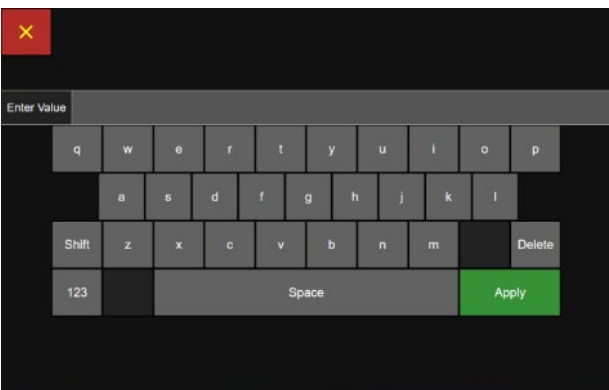 ×
Enter Value
q w e r t y u i o p
a s d f g h j k l
Shift z x c v b n m Delete
123 Space Apply